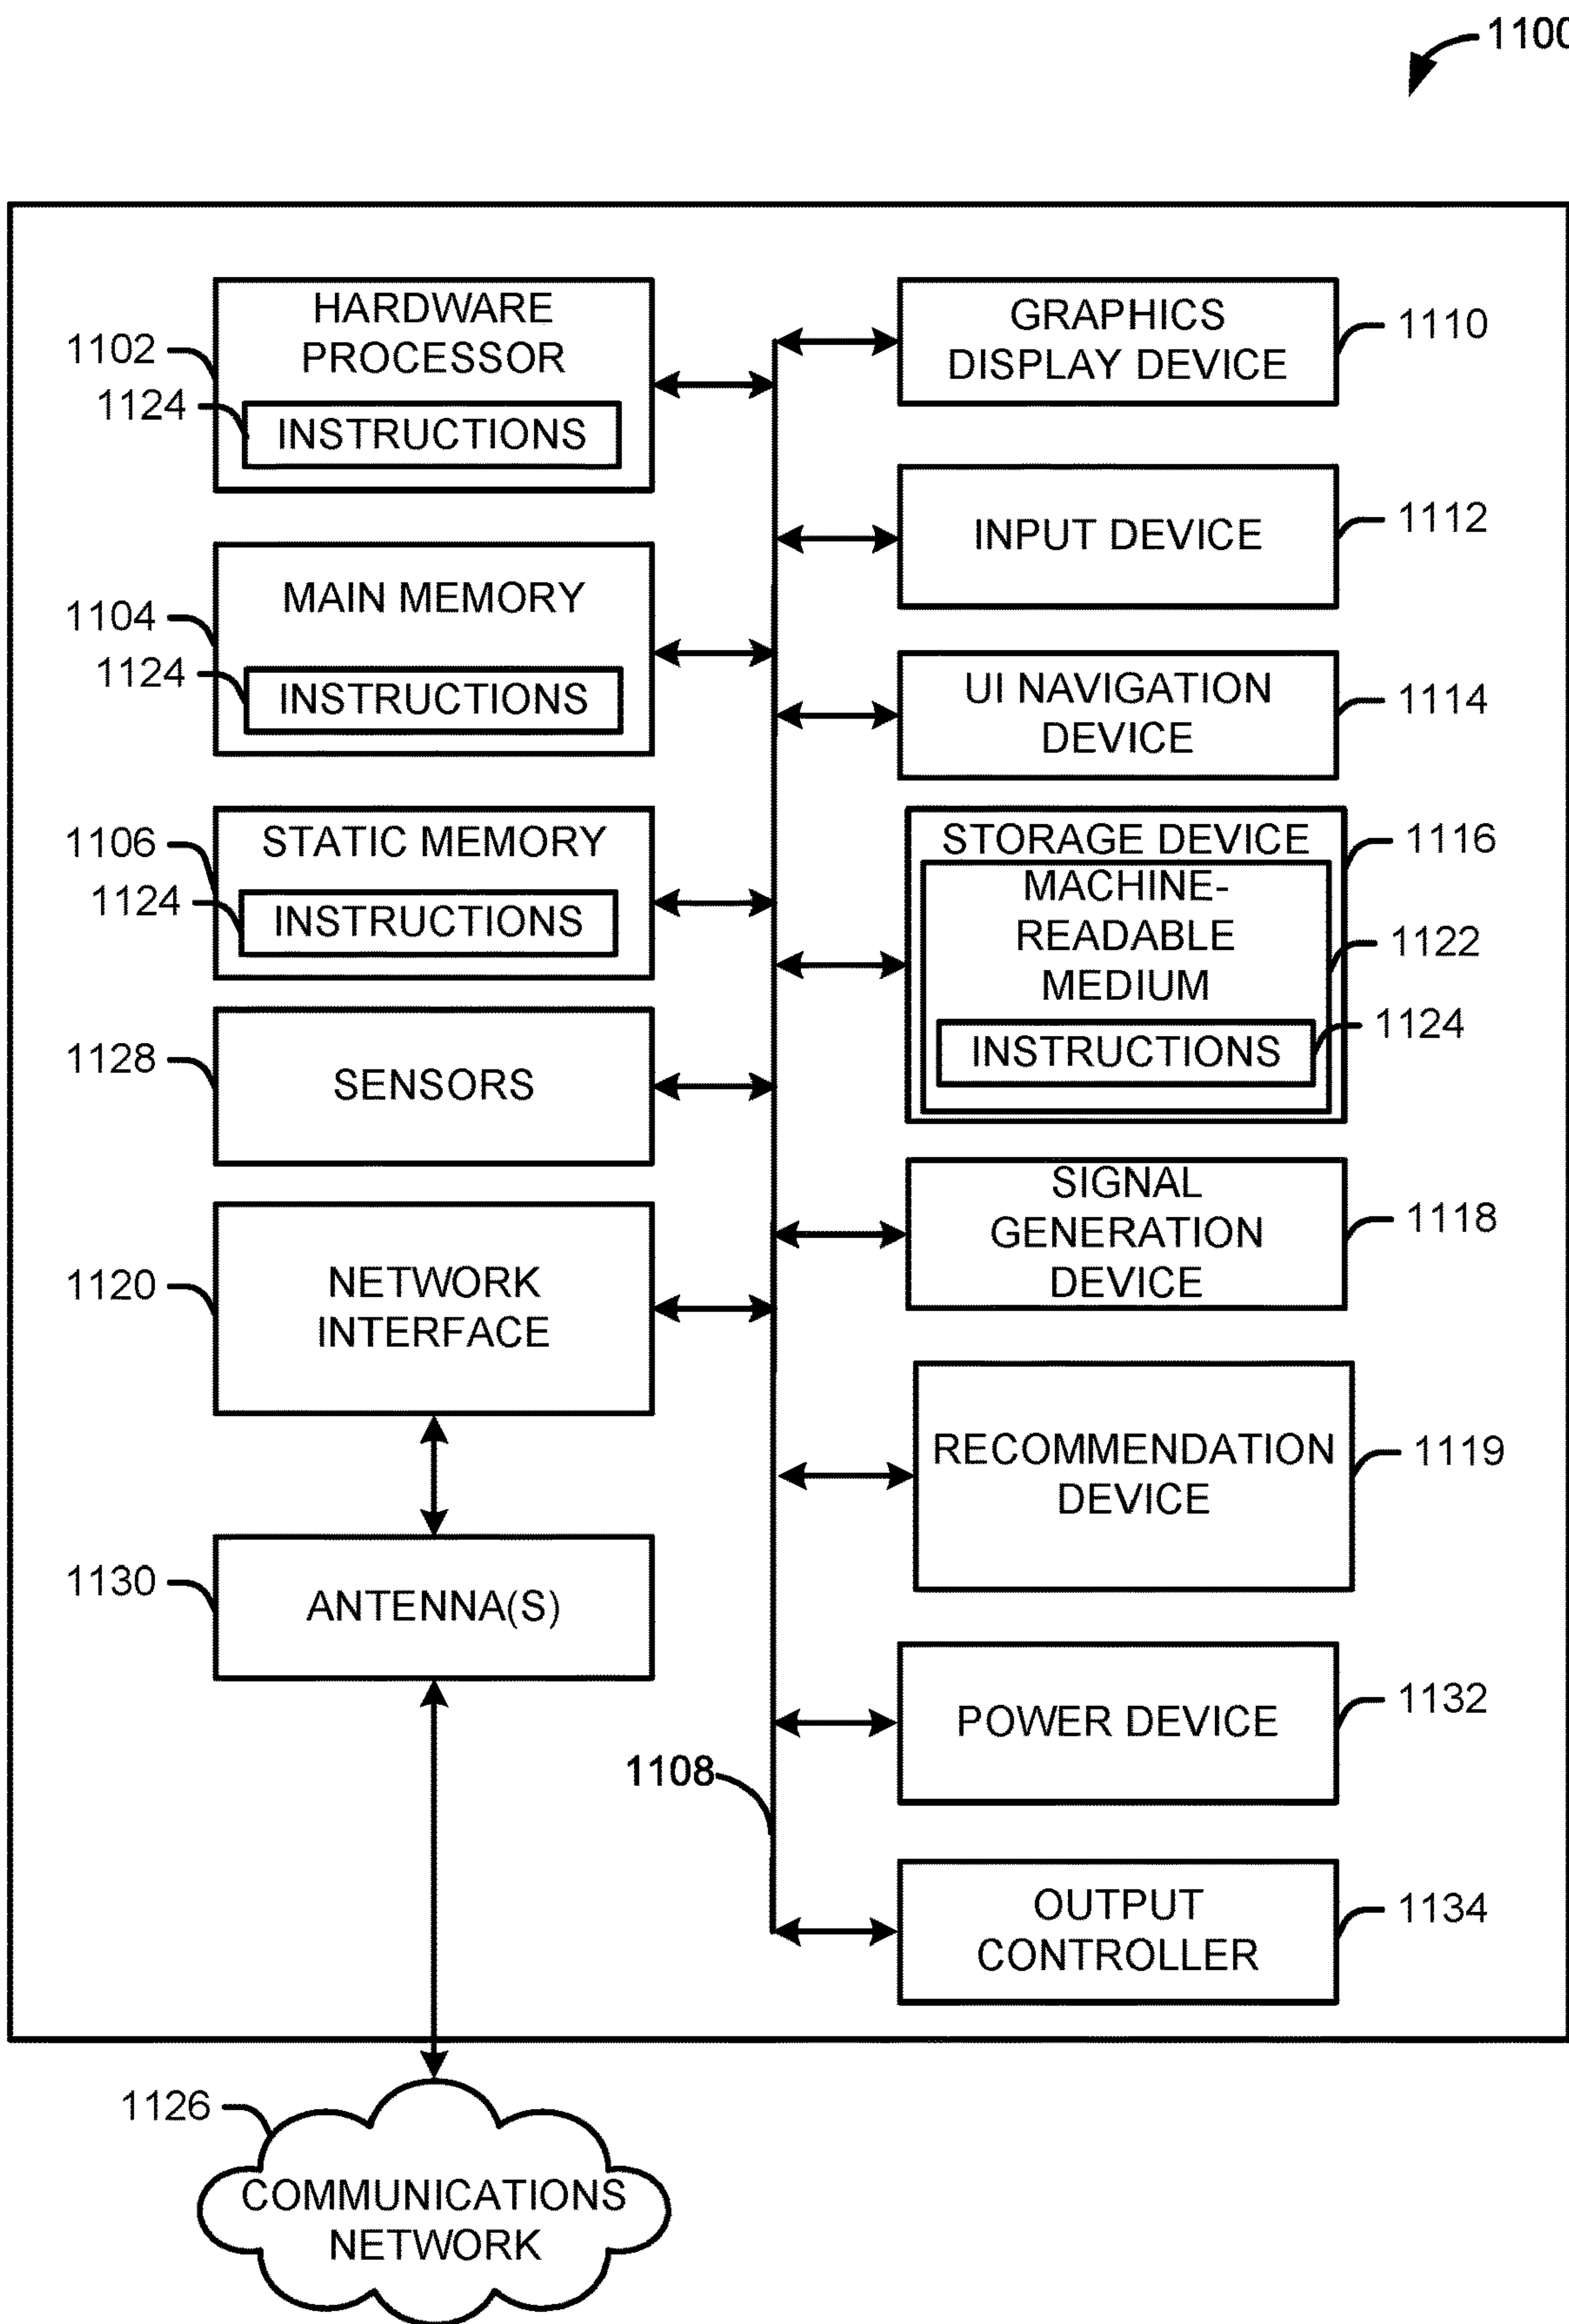 1100
HARDWARE
PROCESSOR
1102
1124
INSTRUCTIONS
MAIN MEMORY
1104
1124
INSTRUCTIONS
STATIC MEMORY
1106
1124
INSTRUCTIONS
1128
SENSORS
1120
NETWORK
INTERFACE
1130
ANTENNA(S)
1108
GRAPHICS
DISPLAY DEVICE
1110
INPUT DEVICE
1112
UI NAVIGATION
DEVICE
1114
STORAGE DEVICE
1116
MACHINE-
READABLE
MEDIUM
1122
INSTRUCTIONS
1124
SIGNAL
GENERATION
DEVICE
1118
RECOMMENDATION
DEVICE
1119
POWER DEVICE
1132
OUTPUT
CONTROLLER
1134
1126
COMMUNICATIONS
NETWORK